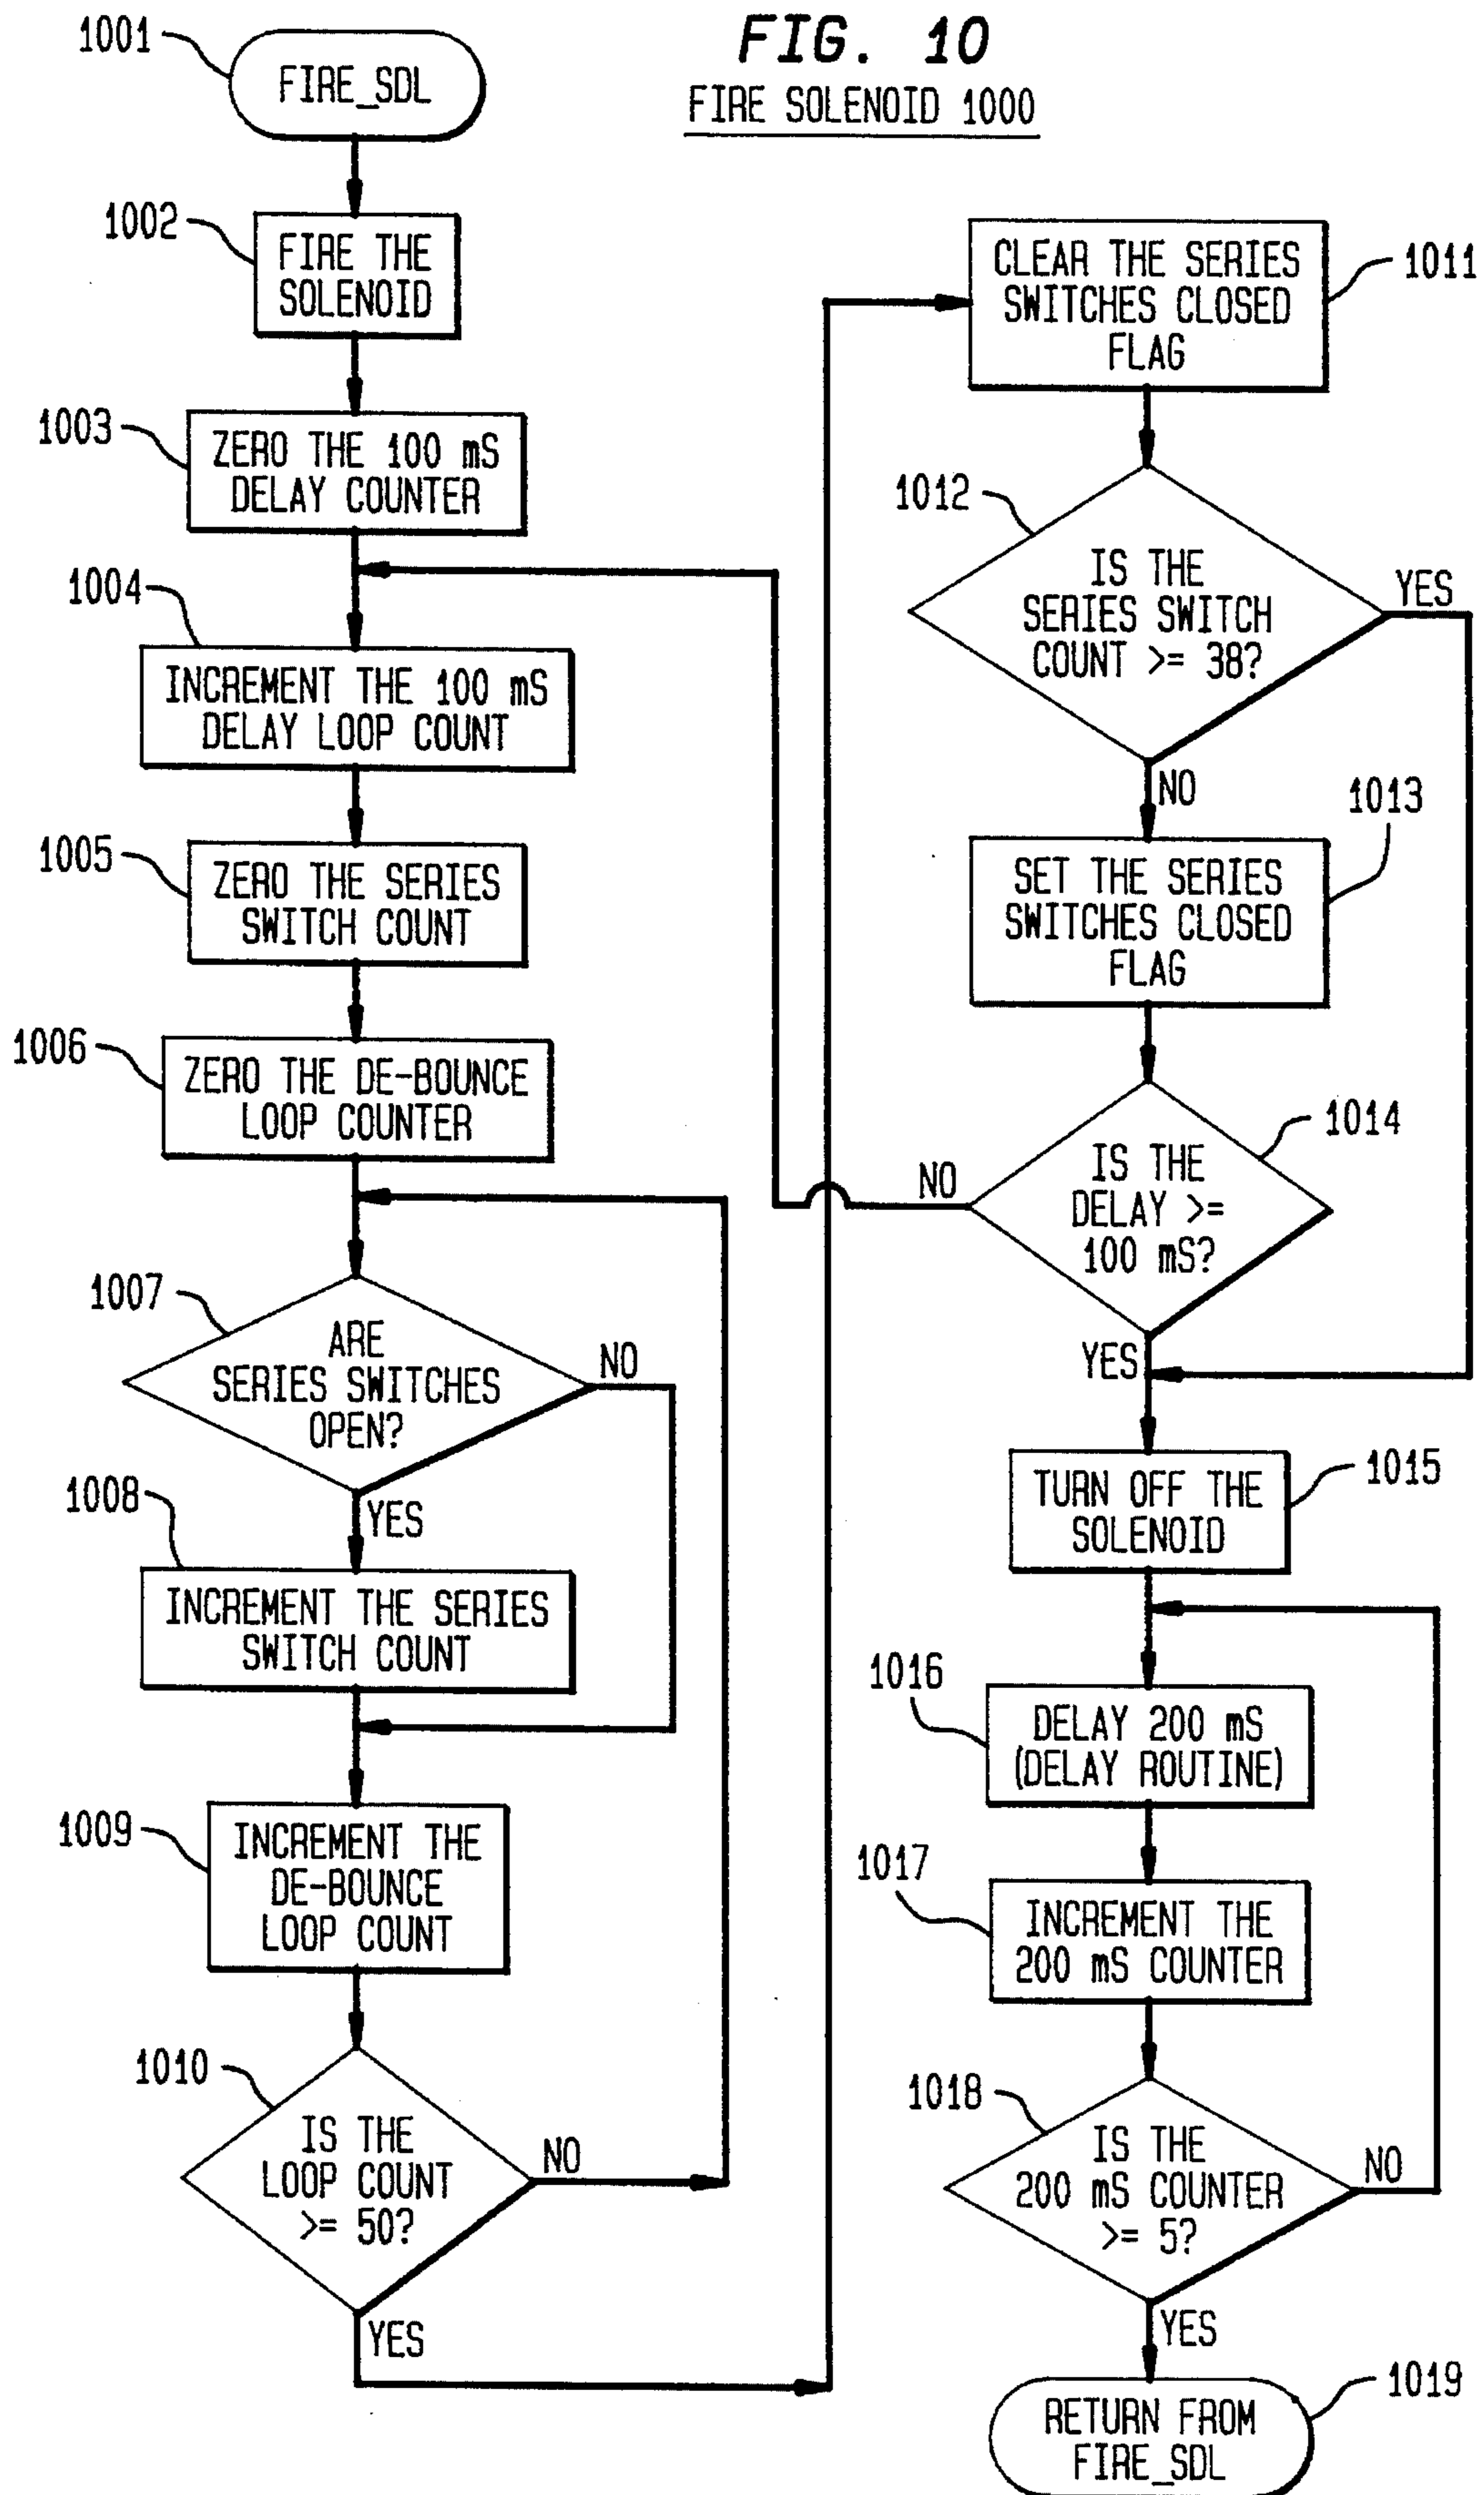 FIG. 10
FIRE SOLENOID 1000
1001
FIRE_SDL
1002
FIRE THE
SOLENOID
1003
ZERO THE 100 mS
DELAY COUNTER
1004
INCREMENT THE 100 mS
DELAY LOOP COUNT
1005
ZERO THE SERIES
SWITCH COUNT
1006
ZERO THE DE-BOUNCE
LOOP COUNTER
1007
ARE
SERIES SWITCHES
OPEN?
NO
YES
1008
INCREMENT THE SERIES
SWITCH COUNT
1009
INCREMENT THE
DE-BOUNCE
LOOP COUNT
1010
IS THE
LOOP COUNT
>= 50?
NO
YES
1011
CLEAR THE SERIES
SWITCHES CLOSED
FLAG
1012
IS THE
SERIES SWITCH
COUNT >= 38?
YES
NO
1013
SET THE SERIES
SWITCHES CLOSED
FLAG
1014
IS THE
DELAY >=
100 mS?
NO
YES
1015
TURN OFF THE
SOLENOID
1016
DELAY 200 mS
(DELAY ROUTINE)
1017
INCREMENT THE
200 mS COUNTER
1018
IS THE
200 mS COUNTER
>= 5?
NO
YES
1019
RETURN FROM
FIRE_SDL